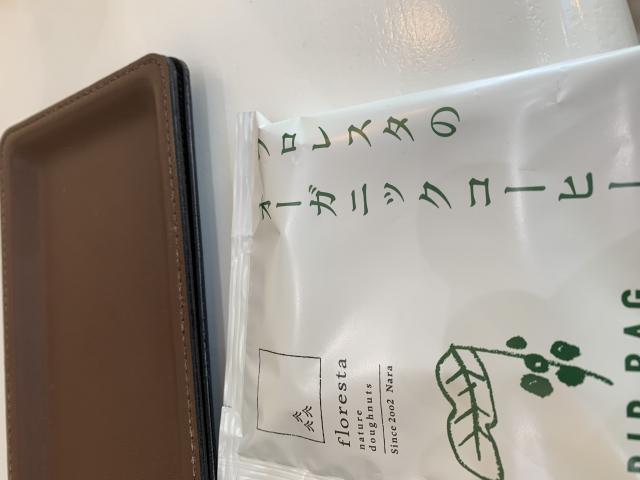 フロレスタの
オーガニックコーヒー
DRIP BAG
floresta
nature
doughnuts
Since 2002 Nara